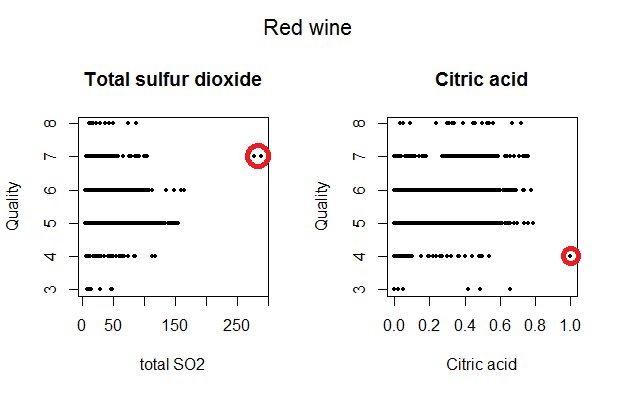 Red wine
Total sulfur dioxide
Quality
8
7
6
5
4
3
0 50 150 250
total SO2
Citric acid
Quality
8
7
6
5
4
3
0.0 0.2 0.4 0.6 0.8 1.0
Citric acid